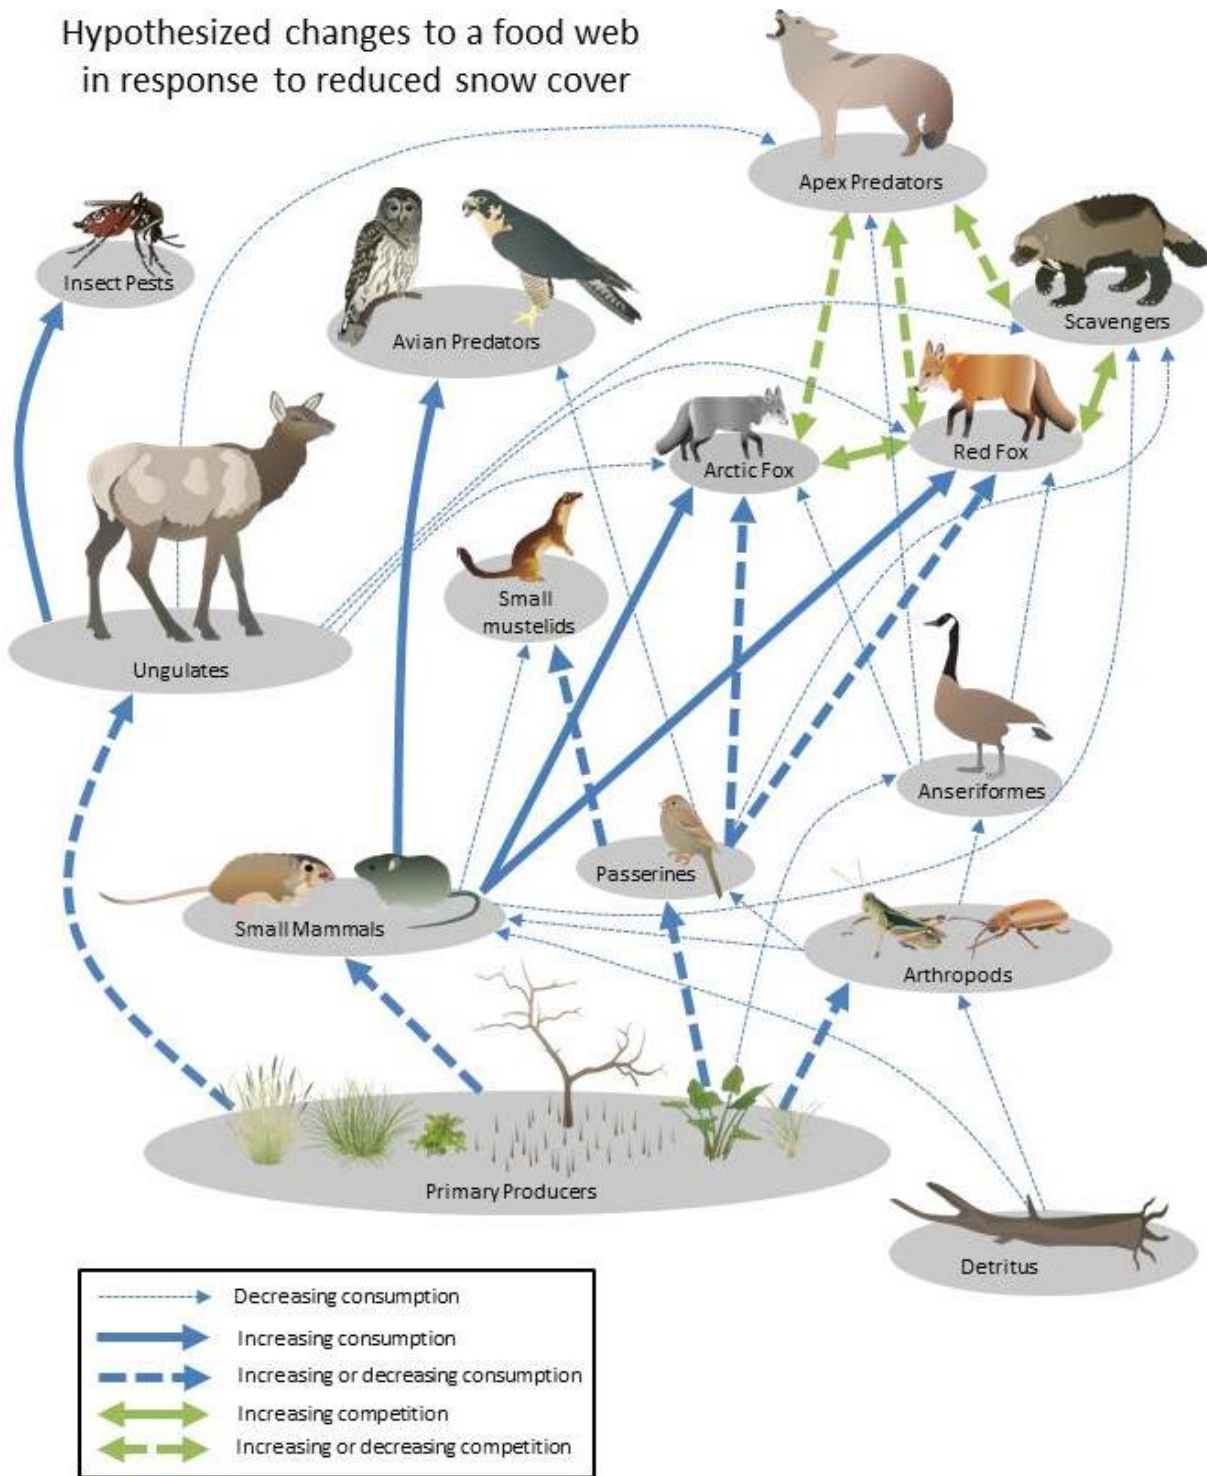 Hypothesized changes to a food web
in response to reduced snow cover
Apex Predators
Insect Pests
Avian Predators
Scavengers
Arctic Fox
Red Fox
Small
mustelids
Ungulates
Anseriformes
Passerines
Small Mammals
Arthropods
Primary Producers
Detritus
Decreasing consumption
Increasing consumption
Increasing or decreasing consumption
Increasing competition
Increasing or decreasing competition